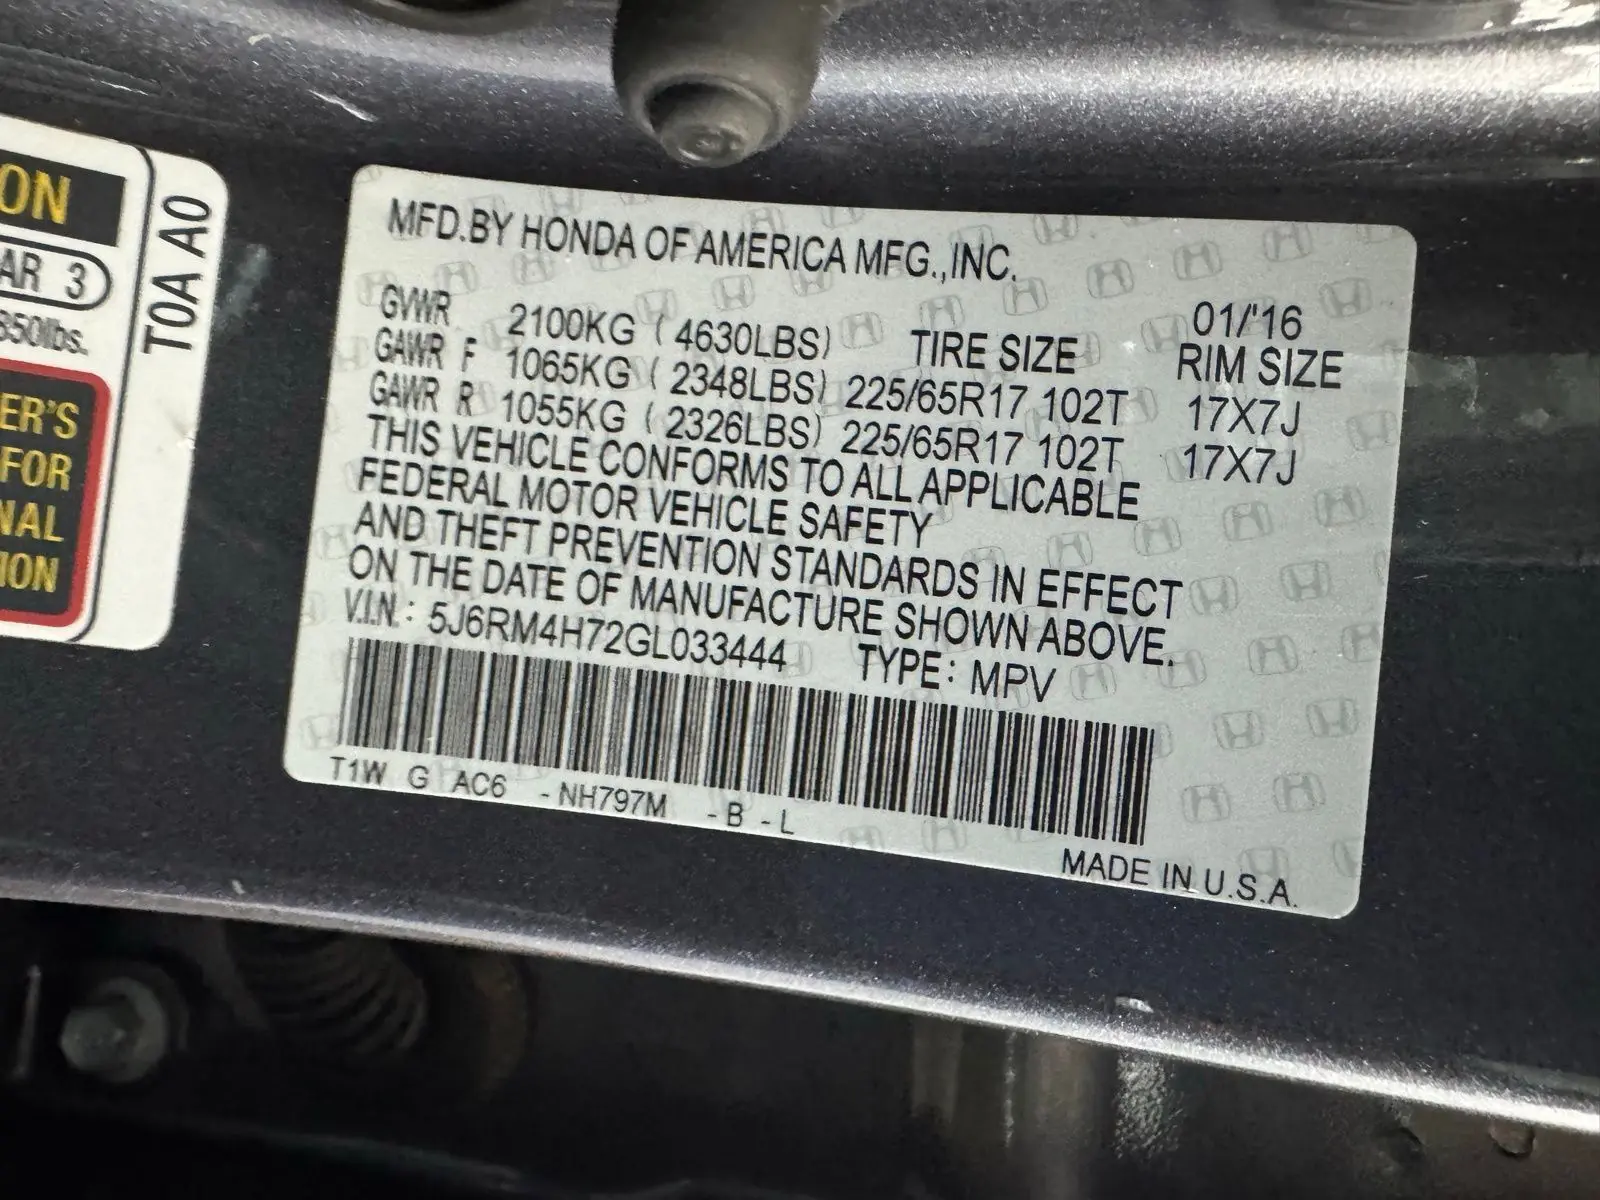 ON
AR 3
850lbs.
ER'S
FOR
NAL
ION
T0A A0
MFD.BY HONDA OF AMERICA MFG.,INC.
01/'16
GVWR 2100KG ( 4630LBS) TIRE SIZE RIM SIZE
GAWR F 1065KG ( 2348LBS) 225/65R17 102T 17X7J
GAWR R 1055KG ( 2326LBS) 225/65R17 102T 17X7J
THIS VEHICLE CONFORMS TO ALL APPLICABLE
FEDERAL MOTOR VEHICLE SAFETY
AND THEFT PREVENTION STANDARDS IN EFFECT
ON THE DATE OF MANUFACTURE SHOWN ABOVE.
V.I.N.: 5J6RM4H72GL033444 TYPE: MPV
T1W G AC6 -NH797M -B -L
MADE IN U.S.A.